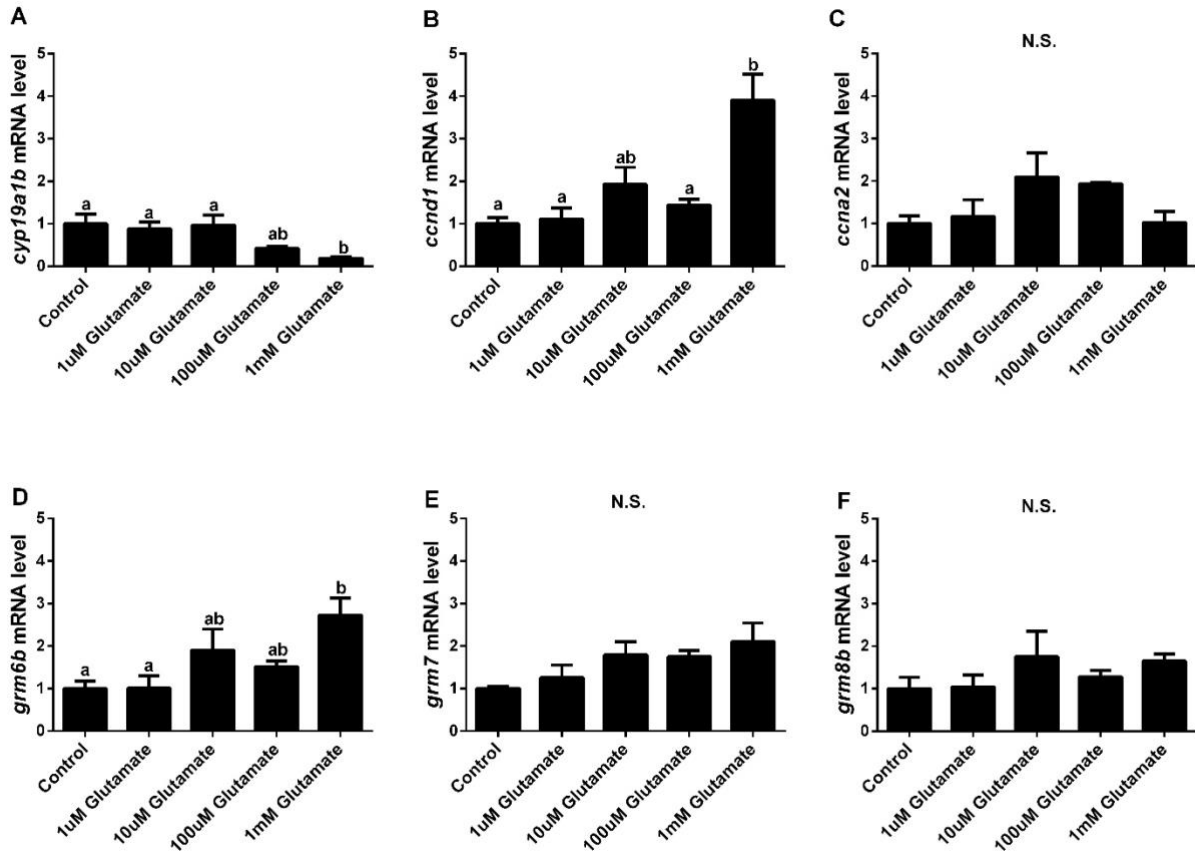 A
cyp19a1b mRNA level
5
4
3
2
1
0
a
a
a
ab
b
Control
1uM Glutamate
10uM Glutamate
100uM Glutamate
1mM Glutamate
B
ccnd1 mRNA level
5
4
3
2
1
0
a
a
ab
a
b
Control
1uM Glutamate
10uM Glutamate
100uM Glutamate
1mM Glutamate
C
N.S.
ccna2 mRNA level
5
4
3
2
1
0
Control
1uM Glutamate
10uM Glutamate
100uM Glutamate
1mM Glutamate
D
grm6b mRNA level
5
4
3
2
1
0
a
a
ab
ab
b
Control
1uM Glutamate
10uM Glutamate
100uM Glutamate
1mM Glutamate
E
N.S.
grm7 mRNA level
5
4
3
2
1
0
Control
1uM Glutamate
10uM Glutamate
100uM Glutamate
1mM Glutamate
F
N.S.
grm8b mRNA level
5
4
3
2
1
0
Control
1uM Glutamate
10uM Glutamate
100uM Glutamate
1mM Glutamate